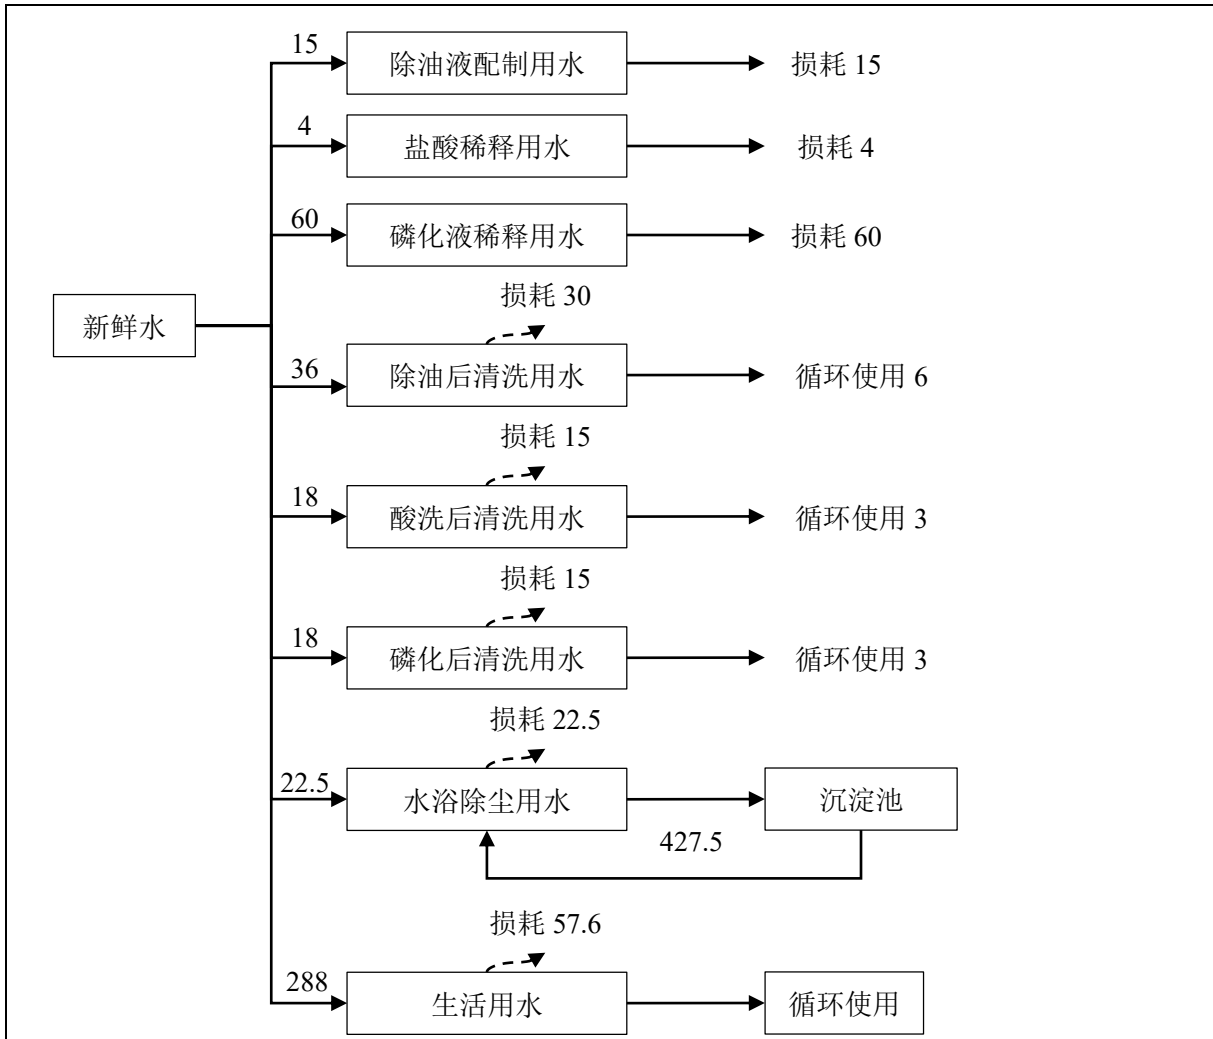 15
除油液配制用水
损耗 15
4
盐酸稀释用水
损耗 4
60
磷化液稀释用水
损耗 60
新鲜水
损耗 30
36
除油后清洗用水
循环使用 6
损耗 15
18
酸洗后清洗用水
循环使用 3
损耗 15
18
磷化后清洗用水
循环使用 3
损耗 22.5
22.5
水浴除尘用水
沉淀池
427.5
损耗 57.6
288
生活用水
循环使用